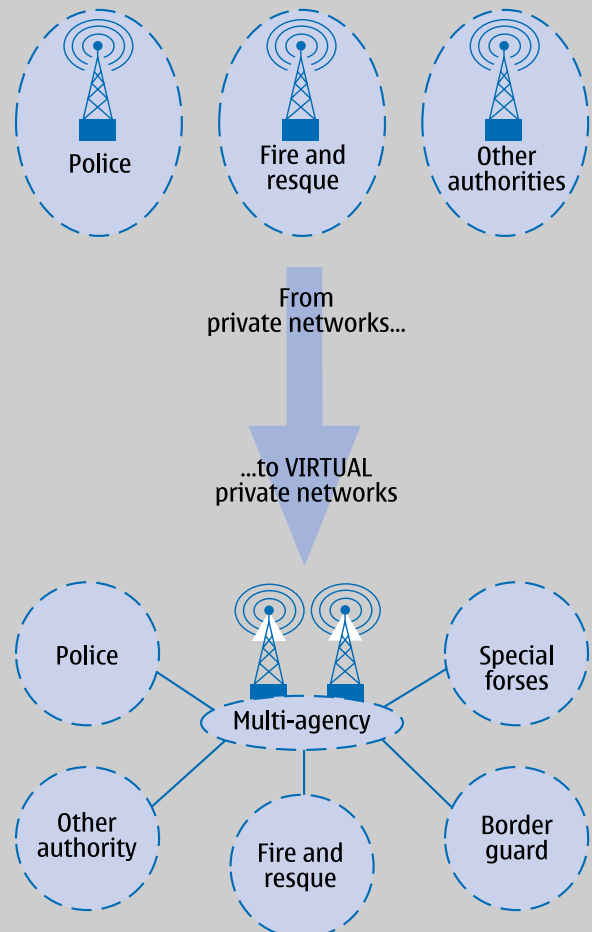 Police
Fire and
resque
Other
authorities
From
private networks...
...to VIRTUAL
private networks
Police
Special
forses
Multi-agency
Other
authority
Fire and
resque
Border
guard